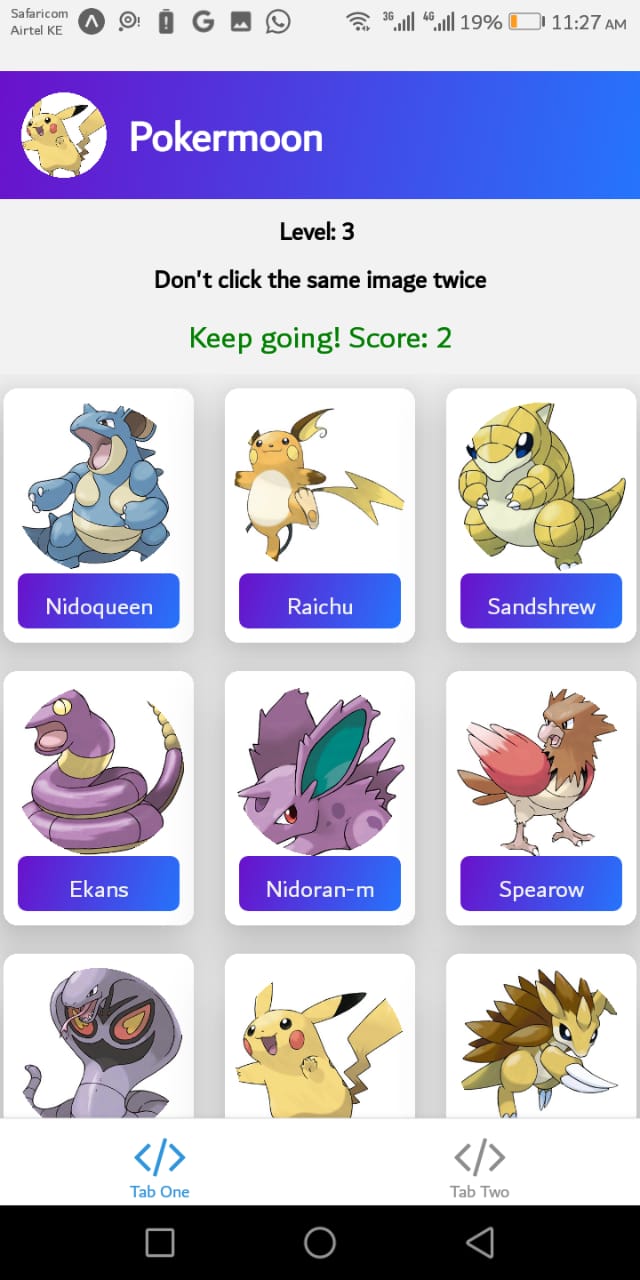 Safaricom
Airtel KE
3G 4G 19% 11:27 AM
Pokermoon
Level: 3
Don't click the same image twice
Keep going! Score: 2
Nidoqueen
Raichu
Sandshrew
Ekans
Nidoran-m
Spearow
Tab One
Tab Two